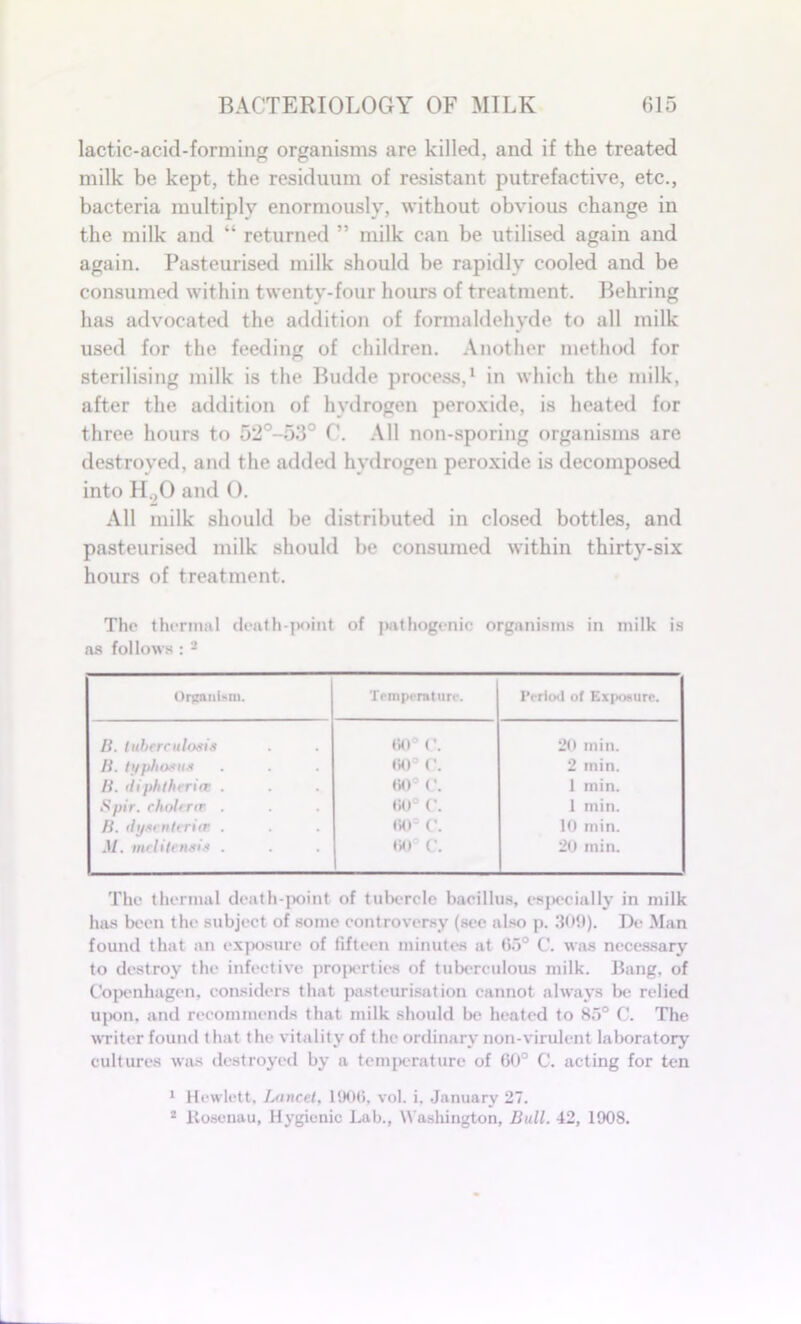 BACTERIOLOGY OF MILK 615
lactic-acid-forming organisms are killed, and if the treated
milk be kept, the residuum of resistant putrefactive, etc.,
bacteria multiply enormously, without obvious change in
the milk and “ returned ” milk can be utilised again and
again. Pasteurised milk should be rapidly cooled and be
consumed within twenty-four hours of treatment. Behring
has advocated the addition of formaldehyde to all milk
used for the feeding of children. Another method for
sterilising milk is the Budde process,¹ in which the milk,
after the addition of hydrogen peroxide, is heated for
three hours to 52°–53° C. All non-sporing organisms are
destroyed, and the added hydrogen peroxide is decomposed
into H₂O and O.
All milk should be distributed in closed bottles, and
pasteurised milk should be consumed within thirty-six
hours of treatment.
The thermal death-point of pathogenic organisms in milk is
as follows : ²
Organism. Temperature. Period of Exposure.
B. tuberculosis . . 60° C. 20 min.
B. typhosus . . . 60° C. 2 min.
B. diphtheriæ . . . 60° C. 1 min.
Spir. choleræ . . . 60° C. 1 min.
B. dysenteriæ . . . 60° C. 10 min.
M. melitensis . . . 60° C. 20 min.
The thermal death-point of tubercle bacillus, especially in milk
has been the subject of some controversy (see also p. 309). De Man
found that an exposure of fifteen minutes at 65° C. was necessary
to destroy the infective properties of tuberculous milk. Bang, of
Copenhagen, considers that pasteurisation cannot always be relied
upon, and recommends that milk should be heated to 85° C. The
writer found that the vitality of the ordinary non-virulent laboratory
cultures was destroyed by a temperature of 60° C. acting for ten
¹ Hewlett, Lancet, 1906, vol. i, January 27.
² Rosenau, Hygienic Lab., Washington, Bull. 42, 1908.